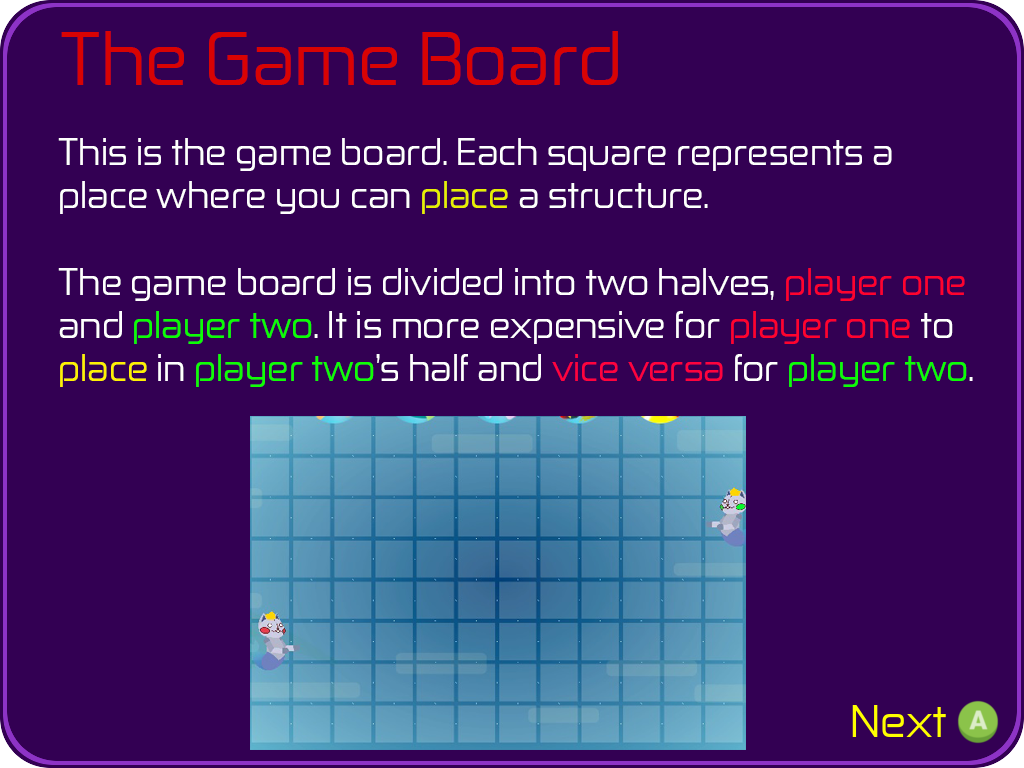 The Game Board
This is the game board. Each square represents a
place where you can place a structure.
The game board is divided into two halves, player one
and player two. It is more expensive for player one to
place in player two's half and vice versa for player two.
Next A